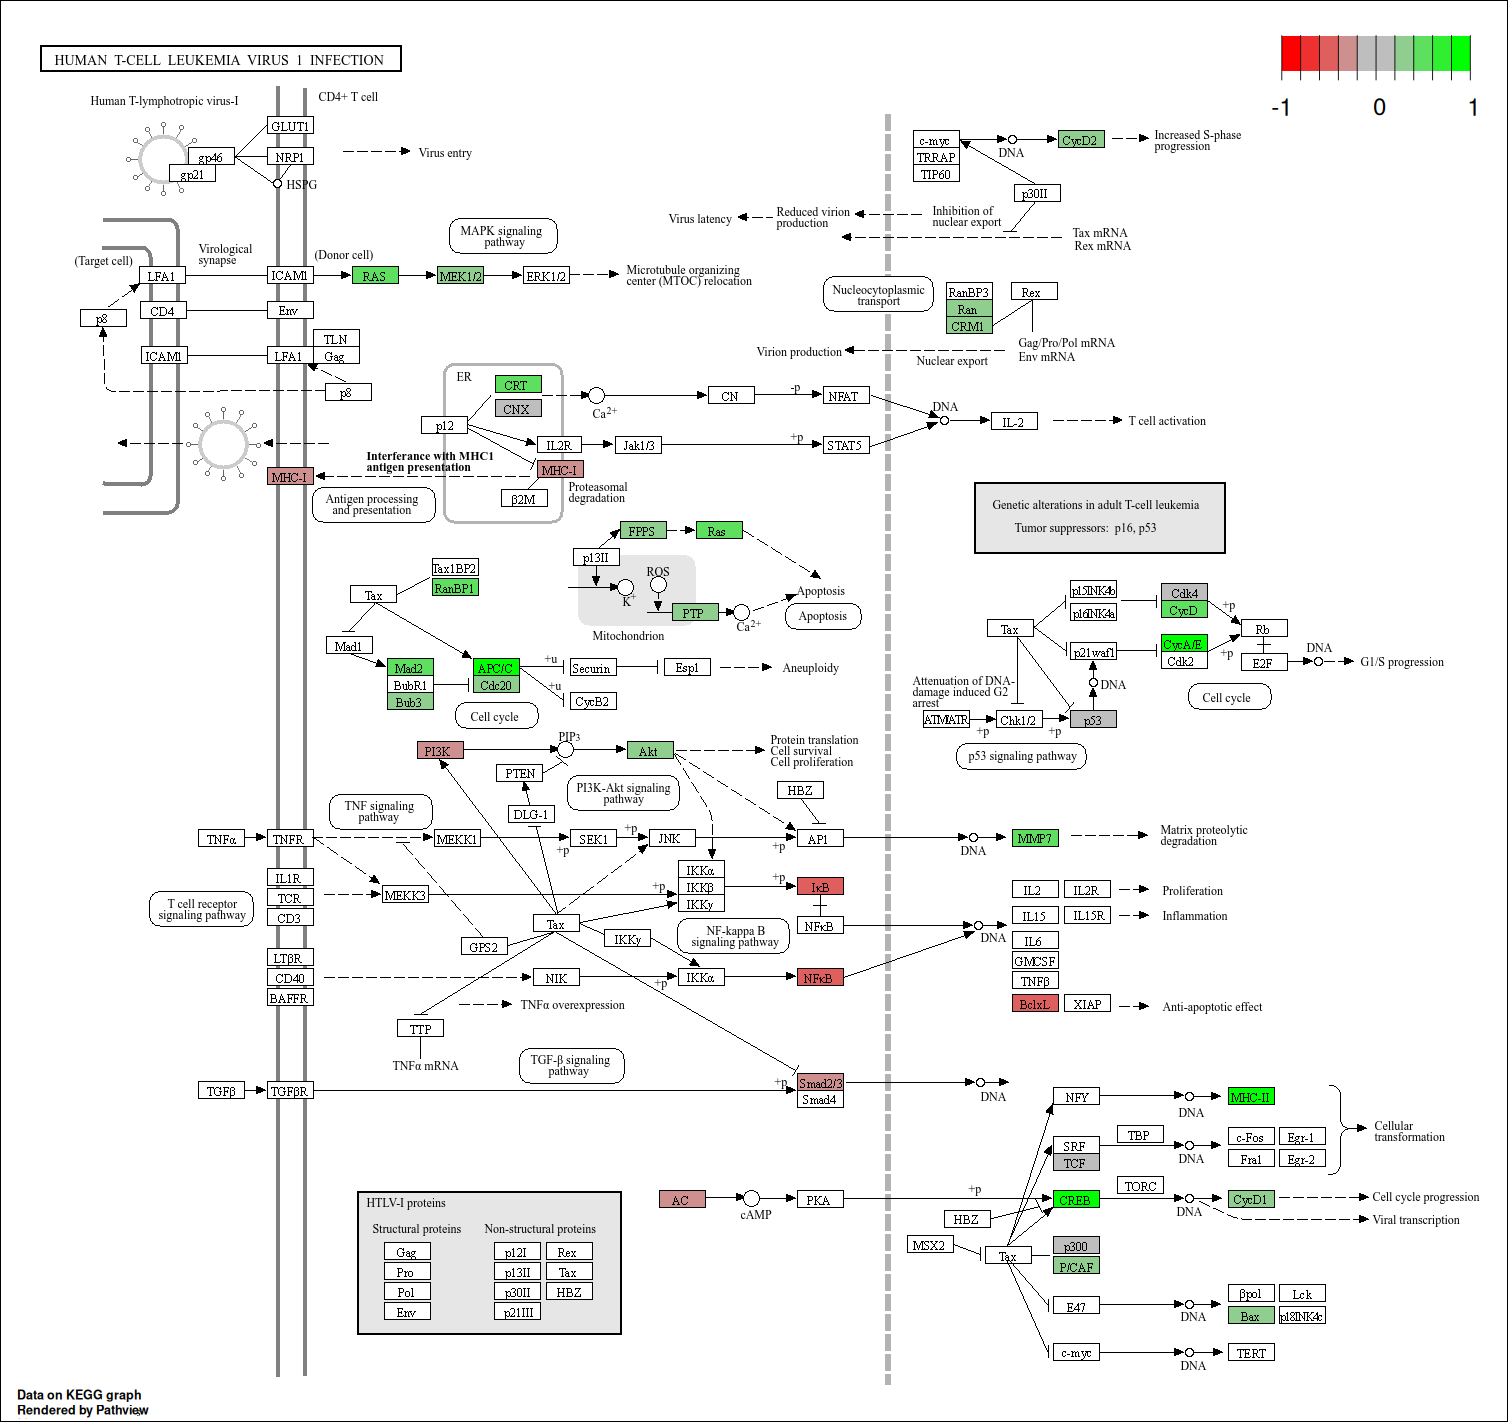 HUMAN T-CELL LEUKEMIA VIRUS 1 INFECTION
-1 0 1
Human T-lymphotropic virus-I
CD4+ T cell
GLUT1
gp46
NRP1
gp21
HSPG
Virus entry
c-myc
TRRAP
TIP60
DNA
CycD2
Increased S-phase
progression
p30II
Virus latency
Reduced virion
production
Inhibition of
nuclear export
Tax mRNA
Rex mRNA
MAPK signaling
pathway
(Target cell)
Virological
synapse
(Donor cell)
LFA1
ICAM1
RAS
MEK1/2
ERK1/2
Microtubule organizing
center (MTOC) relocation
p8
CD4
Env
TLN
ICAM1
LFA1
Gag
p8
Nucleocytoplasmic
transport
RanBP3
Ran
CRM1
Rex
Gag/Pro/Pol mRNA
Env mRNA
Virion production
Nuclear export
ER
CRT
CNX
Ca2+
CN
-p
NFAT
DNA
IL-2
T cell activation
p12
IL2R
Jak1/3
+p
STAT5
Interferance with MHC1
antigen presentation
MHC-I
MHC-I
β2M
Proteasomal
degradation
Antigen processing
and presentation
Genetic alterations in adult T-cell leukemia
Tumor suppressors: p16, p53
FPPS
Ras
p13II
ROS
K+
PTP
Ca2+
Mitochondrion
Apoptosis
Apoptosis
Tax1BP2
RanBP1
Tax
Mad1
Mad2
BubR1
Bub3
APC/C
Cdc20
+u
+u
Securin
Esp1
Aneuploidy
CycB2
Cell cycle
p15INK4b
p16INK4a
Cdk4
CycD
+p
Tax
p21waf1
CycA/E
Cdk2
+p
Rb
E2F
DNA
G1/S progression
Attenuation of DNA-
damage induced G2
arrest
DNA
ATM/ATR
+p
Chk1/2
+p
p53
Cell cycle
p53 signaling pathway
PI3K
PIP3
Akt
Protein translation
Cell survival
Cell proliferation
PTEN
PI3K-Akt signaling
pathway
DLG-1
HBZ
TNF signaling
pathway
TNFα
TNFR
MEKK1
+p
SEK1
+p
JNK
+p
AP1
DNA
MMP7
Matrix proteolytic
degradation
IL1R
TCR
CD3
T cell receptor
signaling pathway
MEKK3
+p
IKKα
IKKβ
IKKγ
+p
IκB
NFκB
Tax
GPS2
IKKγ
NF-kappa B
signaling pathway
DNA
IL2
IL2R
Proliferation
IL15
IL15R
Inflammation
IL6
GMCSF
TNFβ
BclxL
XIAP
Anti-apoptotic effect
LTβR
CD40
BAFFR
NIK
+p
IKKα
NFκB
TNFα overexpression
TTP
TNFα mRNA
TGF-β signaling
pathway
TGFβ
TGFβR
+p
Smad2/3
Smad4
DNA
NFY
DNA
MHC-II
SRF
TCF
TBP
DNA
c-Fos
Egr-1
Fra1
Egr-2
Cellular
transformation
AC
cAMP
PKA
+p
CREB
TORC
DNA
CycD1
Cell cycle progression
Viral transcription
HBZ
MSX2
Tax
p300
P/CAF
E47
DNA
βpol
Lck
Bax
p18INK4c
c-myc
DNA
TERT
HTLV-I proteins
Structural proteins
Non-structural proteins
Gag
p12I
Rex
Pro
p13II
Tax
Pol
p30II
HBZ
Env
p21III
Data on KEGG graph
Rendered by Pathview